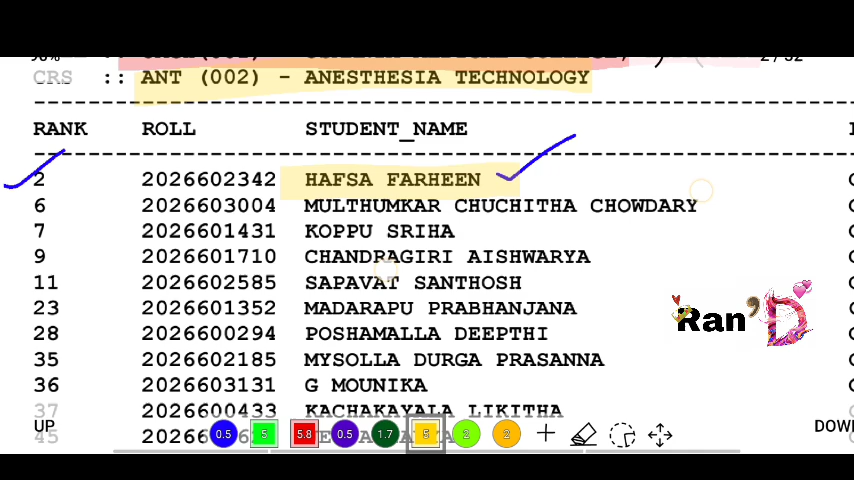 2/32
CRS :: ANT (002) - ANESTHESIA TECHNOLOGY
RANK ROLL STUDENT_NAME
2 2026602342 HAFSA FARHEEN
6 2026603004 MULTHUMKAR CHUCHITHA CHOWDARY
7 2026601431 KOPPU SRIHA
9 2026601710 CHANDRAGIRI AISHWARYA
11 2026602585 SAPAVAT SANTHOSH
23 2026601352 MADARAPU PRABHANJANA
Ran'D
28 2026600294 POSHAMALLA DEEPTHI
35 2026602185 MYSOLLA DURGA PRASANNA
36 2026603131 G MOUNIKA
37 2026600433 KACHAKAYALA LIKITHA
UP 0.5 5 5.8 0.5 1.7 5 2 2
45